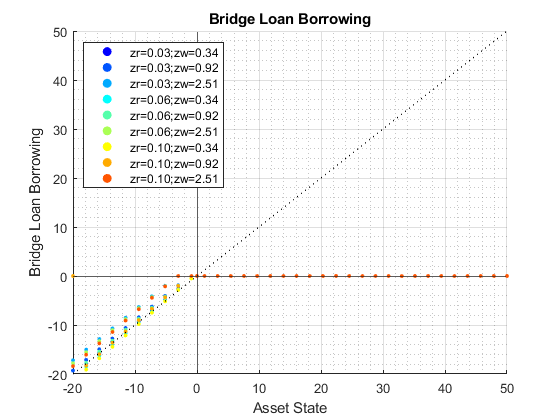 Bridge Loan Borrowing
50
40
30
20
10
0
-10
-20
Bridge Loan Borrowing
zr=0.03;zw=0.34
zr=0.03;zw=0.92
zr=0.03;zw=2.51
zr=0.06;zw=0.34
zr=0.06;zw=0.92
zr=0.06;zw=2.51
zr=0.10;zw=0.34
zr=0.10;zw=0.92
zr=0.10;zw=2.51
-20 -10 0 10 20 30 40 50
Asset State